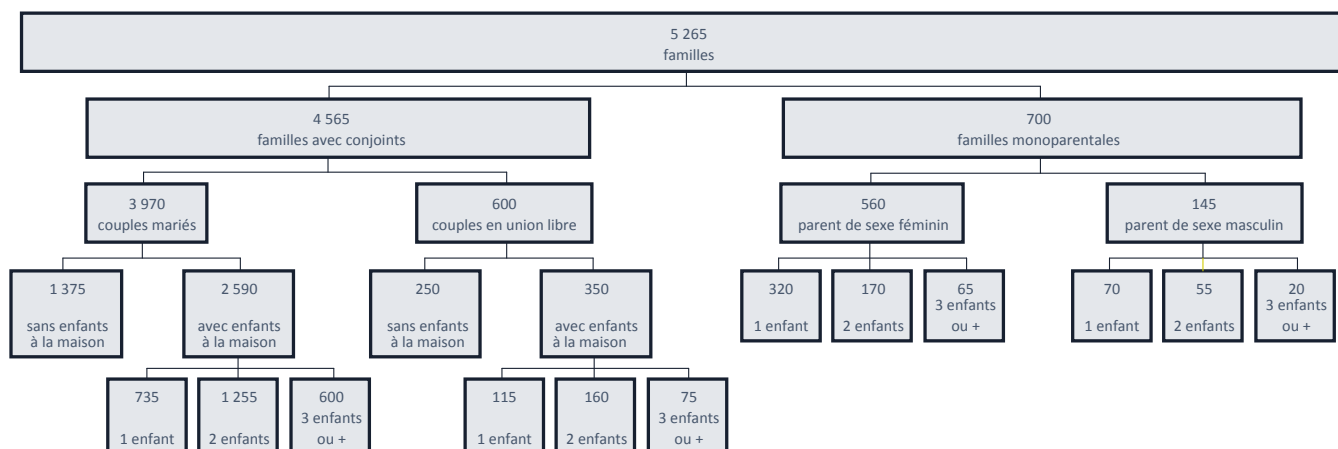 5 265
familles
4 565
familles avec conjoints
700
familles monoparentales
3 970
couples mariés
600
couples en union libre
560
parent de sexe féminin
145
parent de sexe masculin
1 375
sans enfants
à la maison
2 590
avec enfants
à la maison
250
sans enfants
à la maison
350
avec enfants
à la maison
320
1 enfant
170
2 enfants
65
3 enfants
ou +
70
1 enfant
55
2 enfants
20
3 enfants
ou +
735
1 enfant
1 255
2 enfants
600
3 enfants
ou +
115
1 enfant
160
2 enfants
75
3 enfants
ou +